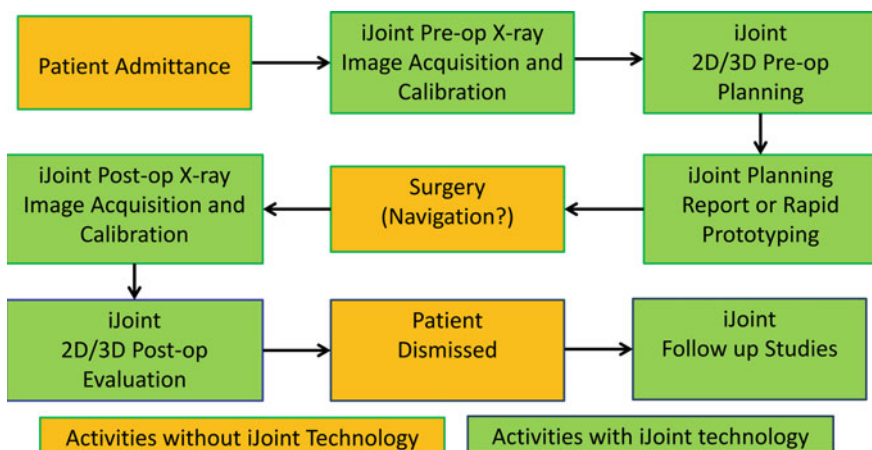 Patient Admittance
iJoint Pre-op X-ray
Image Acquisition and
Calibration
iJoint
2D/3D Pre-op
Planning
iJoint Post-op X-ray
Image Acquisition and
Calibration
Surgery
(Navigation?)
iJoint Planning
Report or Rapid
Prototyping
iJoint
2D/3D Post-op
Evaluation
Patient
Dismissed
iJoint
Follow up Studies
Activities without iJoint Technology
Activities with iJoint technology